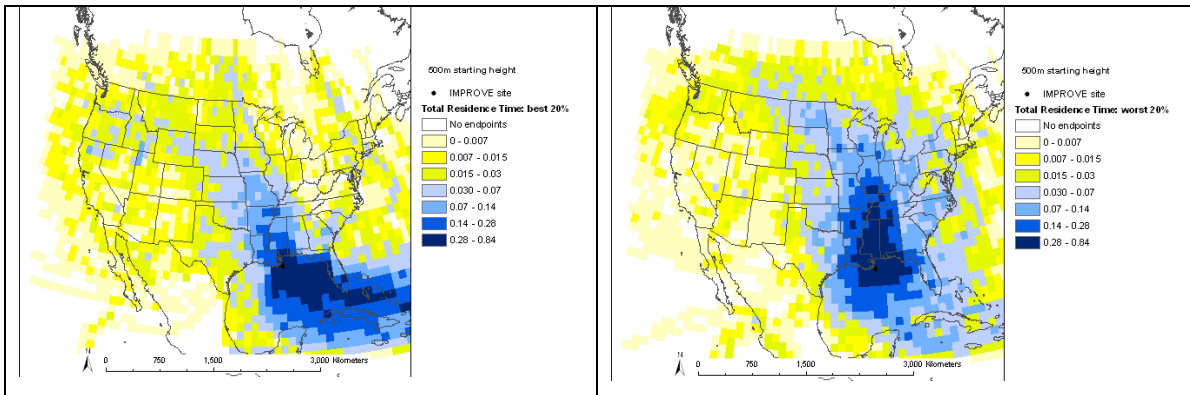 500m starting height
IMPROVE site
Total Residence Time: best 20%
No endpoints
0 - 0.007
0.007 - 0.015
0.015 - 0.03
0.030 - 0.07
0.07 - 0.14
0.14 - 0.28
0.28 - 0.84
N
0 750 1,500 3,000 Kilometers
500m starting height
IMPROVE site
Total Residence Time: worst 20%
No endpoints
0 - 0.007
0.007 - 0.015
0.015 - 0.03
0.030 - 0.07
0.07 - 0.14
0.14 - 0.28
0.28 - 0.84
N
0 750 1,500 3,000 Kilometers